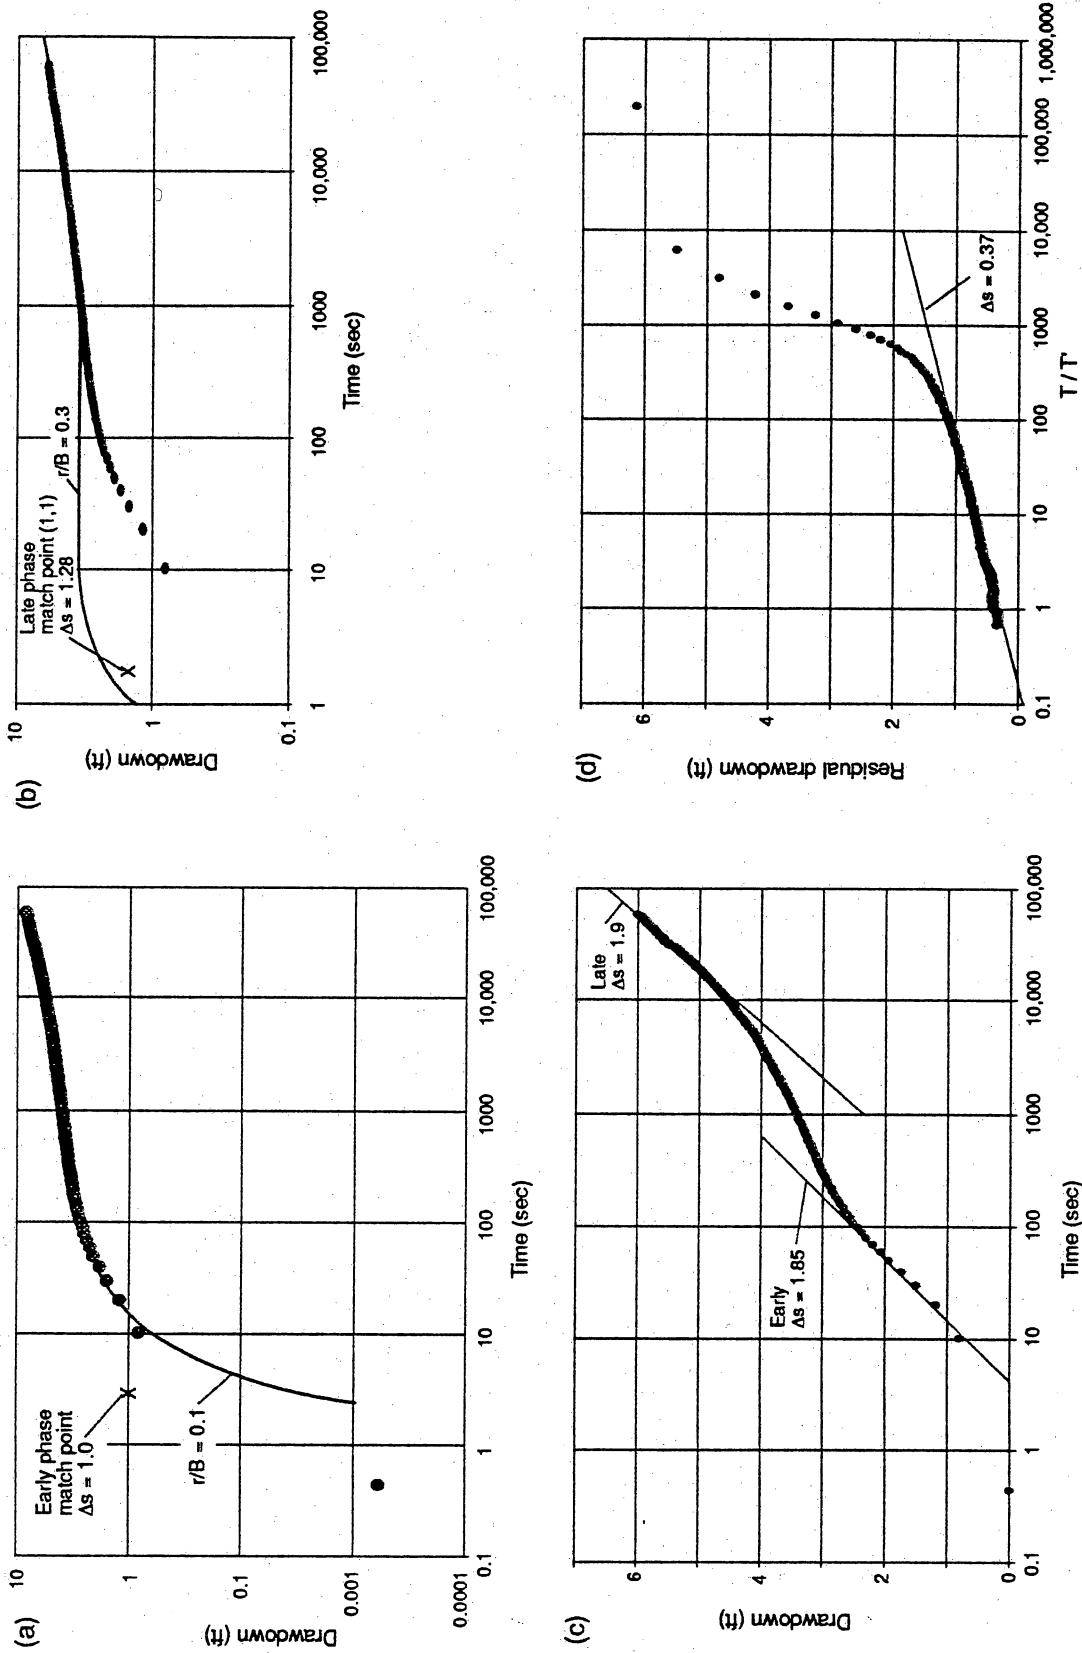 (a)
10
1
0.1
0.001
0.0001
Drawdown (ft)
Early phase
match point
Δs = 1.0
r/B = 0.1
0.1
1
10
100
1000
10,000
100,000
Time (sec)
(b)
10
1
0.1
Drawdown (ft)
Late phase
match point (1,1)
Δs = 1.28
r/B = 0.3
1
10
100
1000
10,000
100,000
Time (sec)
(c)
6
4
2
0
Drawdown (ft)
Early
Δs = 1.85
Late
Δs = 1.9
0.1
1
10
100
1000
10,000
100,000
Time (sec)
(d)
6
4
2
0
Residual drawdown (ft)
Δs = 0.37
0.1
1
10
100
1000
10,000
100,000
1,000,000
T / T'